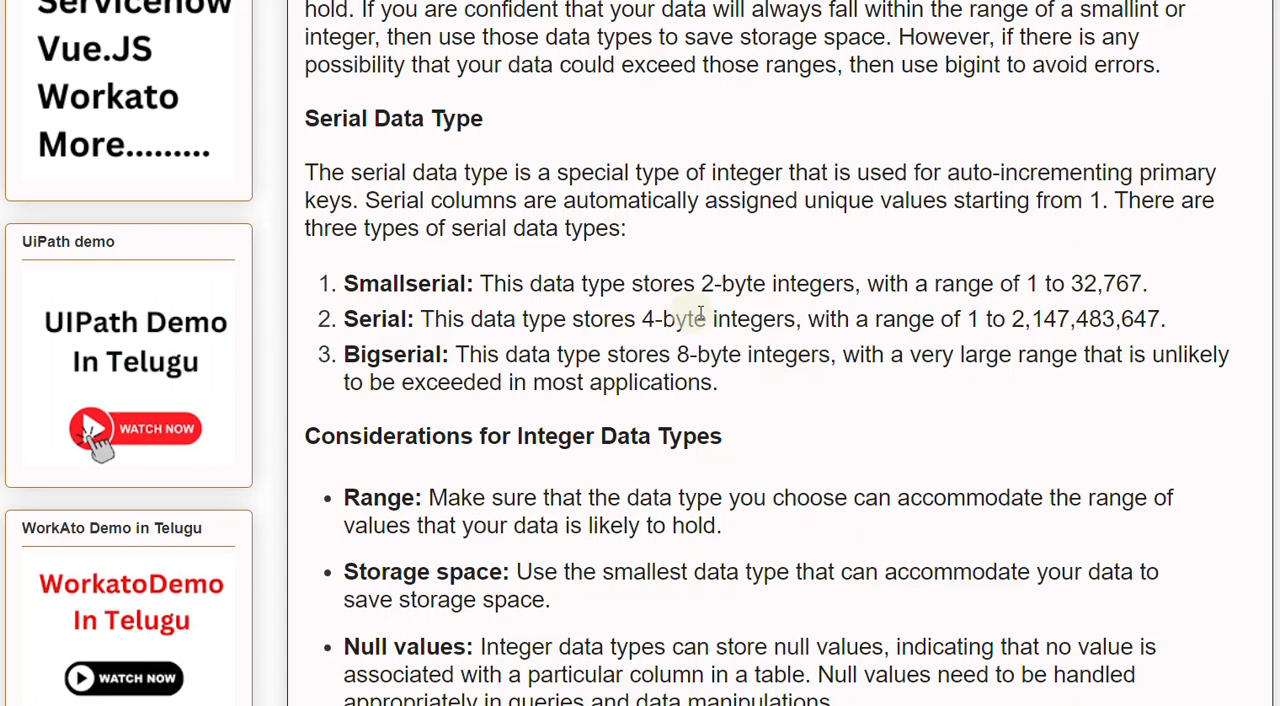 Servicenow
Vue.JS
Workato
More.........
UiPath demo
UIPath Demo
In Telugu
WATCH NOW
WorkAto Demo in Telugu
WorkatoDemo
In Telugu
WATCH NOW
hold. If you are confident that your data will always fall within the range of a smallint or
integer, then use those data types to save storage space. However, if there is any
possibility that your data could exceed those ranges, then use bigint to avoid errors.
Serial Data Type
The serial data type is a special type of integer that is used for auto-incrementing primary
keys. Serial columns are automatically assigned unique values starting from 1. There are
three types of serial data types:
1. Smallserial: This data type stores 2-byte integers, with a range of 1 to 32,767.
2. Serial: This data type stores 4-byte integers, with a range of 1 to 2,147,483,647.
3. Bigserial: This data type stores 8-byte integers, with a very large range that is unlikely
to be exceeded in most applications.
Considerations for Integer Data Types
• Range: Make sure that the data type you choose can accommodate the range of
values that your data is likely to hold.
• Storage space: Use the smallest data type that can accommodate your data to
save storage space.
• Null values: Integer data types can store null values, indicating that no value is
associated with a particular column in a table. Null values need to be handled
appropriately in queries and data manipulations.